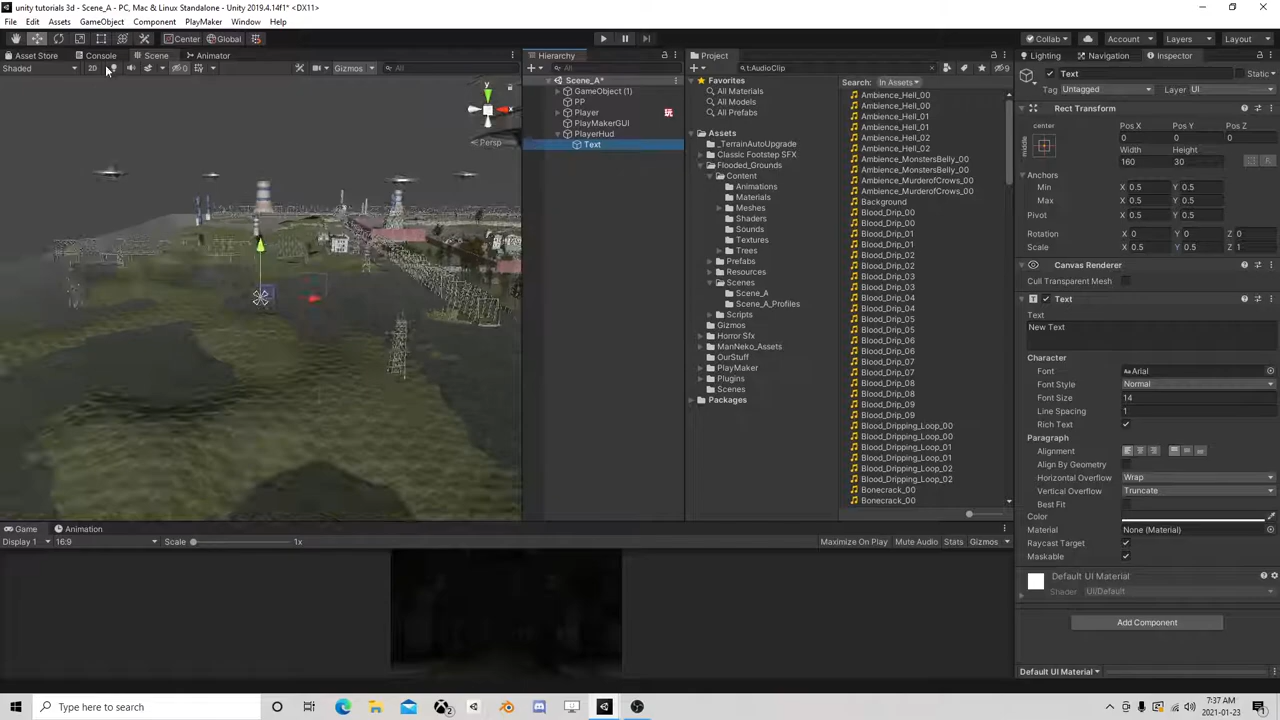 unity tutorials 3d - Scene_A - PC, Mac & Linux Standalone - Unity 2019.4.14f1 <DX11>
File Edit Assets GameObject Component PlayMaker Window Help
Center Global Collab Account Layers Layout
Asset Store Console Scene Animator
Shaded 2D 0 Gizmos All
y x
Persp
Hierarchy
All
Scene_A*
GameObject (1)
PP
Player
PlayMakerGUI
PlayerHud
Text
Project
t:AudioClip 9
Favorites
All Materials
All Models
All Prefabs
Assets
_TerrainAutoUpgrade
Classic Footstep SFX
Flooded_Grounds
Content
Animations
Materials
Meshes
Shaders
Sounds
Textures
Trees
Prefabs
Resources
Scenes
Scene_A
Scene_A_Profiles
Scripts
Gizmos
Horror Sfx
ManNeko_Assets
OurStuff
PlayMaker
Plugins
Scenes
Packages
Search: In Assets
Ambience_Hell_00
Ambience_Hell_00
Ambience_Hell_01
Ambience_Hell_01
Ambience_Hell_02
Ambience_Hell_02
Ambience_MonstersBelly_00
Ambience_MonstersBelly_00
Ambience_MurderofCrows_00
Ambience_MurderofCrows_00
Background
Blood_Drip_00
Blood_Drip_00
Blood_Drip_01
Blood_Drip_01
Blood_Drip_02
Blood_Drip_02
Blood_Drip_03
Blood_Drip_03
Blood_Drip_04
Blood_Drip_04
Blood_Drip_05
Blood_Drip_05
Blood_Drip_06
Blood_Drip_06
Blood_Drip_07
Blood_Drip_07
Blood_Drip_08
Blood_Drip_08
Blood_Drip_09
Blood_Drip_09
Blood_Dripping_Loop_00
Blood_Dripping_Loop_00
Blood_Dripping_Loop_01
Blood_Dripping_Loop_01
Blood_Dripping_Loop_02
Blood_Dripping_Loop_02
Bonecrack_00
Bonecrack_00
Lighting Navigation Inspector
Text Static
Tag Untagged Layer UI
Rect Transform
center Pos X Pos Y Pos Z
middle 0 0 0
Width Height
160 30 R
Anchors
Min X 0.5 Y 0.5
Max X 0.5 Y 0.5
Pivot X 0.5 Y 0.5
Rotation X 0 Y 0 Z 0
Scale X 0.5 Y 0.5 Z 1
Canvas Renderer
Cull Transparent Mesh
T Text
Text
New Text
Character
Font Arial
Font Style Normal
Font Size 14
Line Spacing 1
Rich Text
Paragraph
Alignment
Align By Geometry
Horizontal Overflow Wrap
Vertical Overflow Truncate
Best Fit
Color
Material None (Material)
Raycast Target
Maskable
Default UI Material
Shader UI/Default
Add Component
Default UI Material
Game Animation
Display 1 16:9 Scale 1x Maximize On Play Mute Audio Stats Gizmos
Type here to search
7:37 AM
2021-01-23